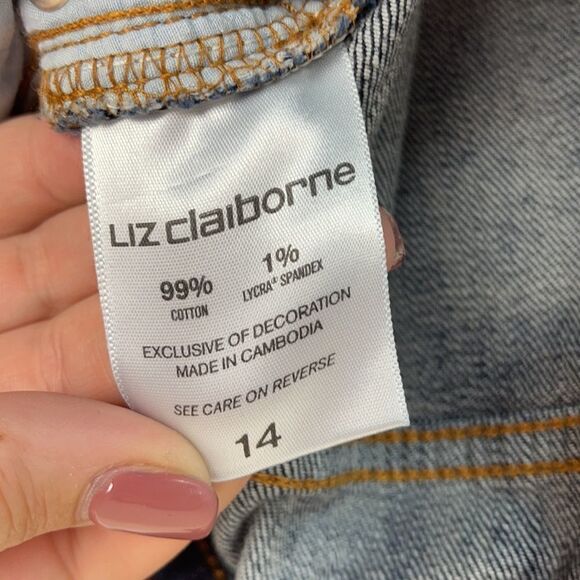 Liz claiborne
99% 1%
COTTON LYCRA® SPANDEX
EXCLUSIVE OF DECORATION
MADE IN CAMBODIA
SEE CARE ON REVERSE
14